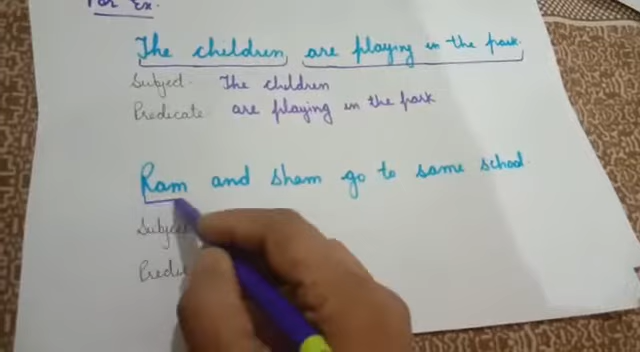 For Ex.
The children are playing in the park.
Subject. The children
Predicate are playing in the park
Ram and Sham go to same school.